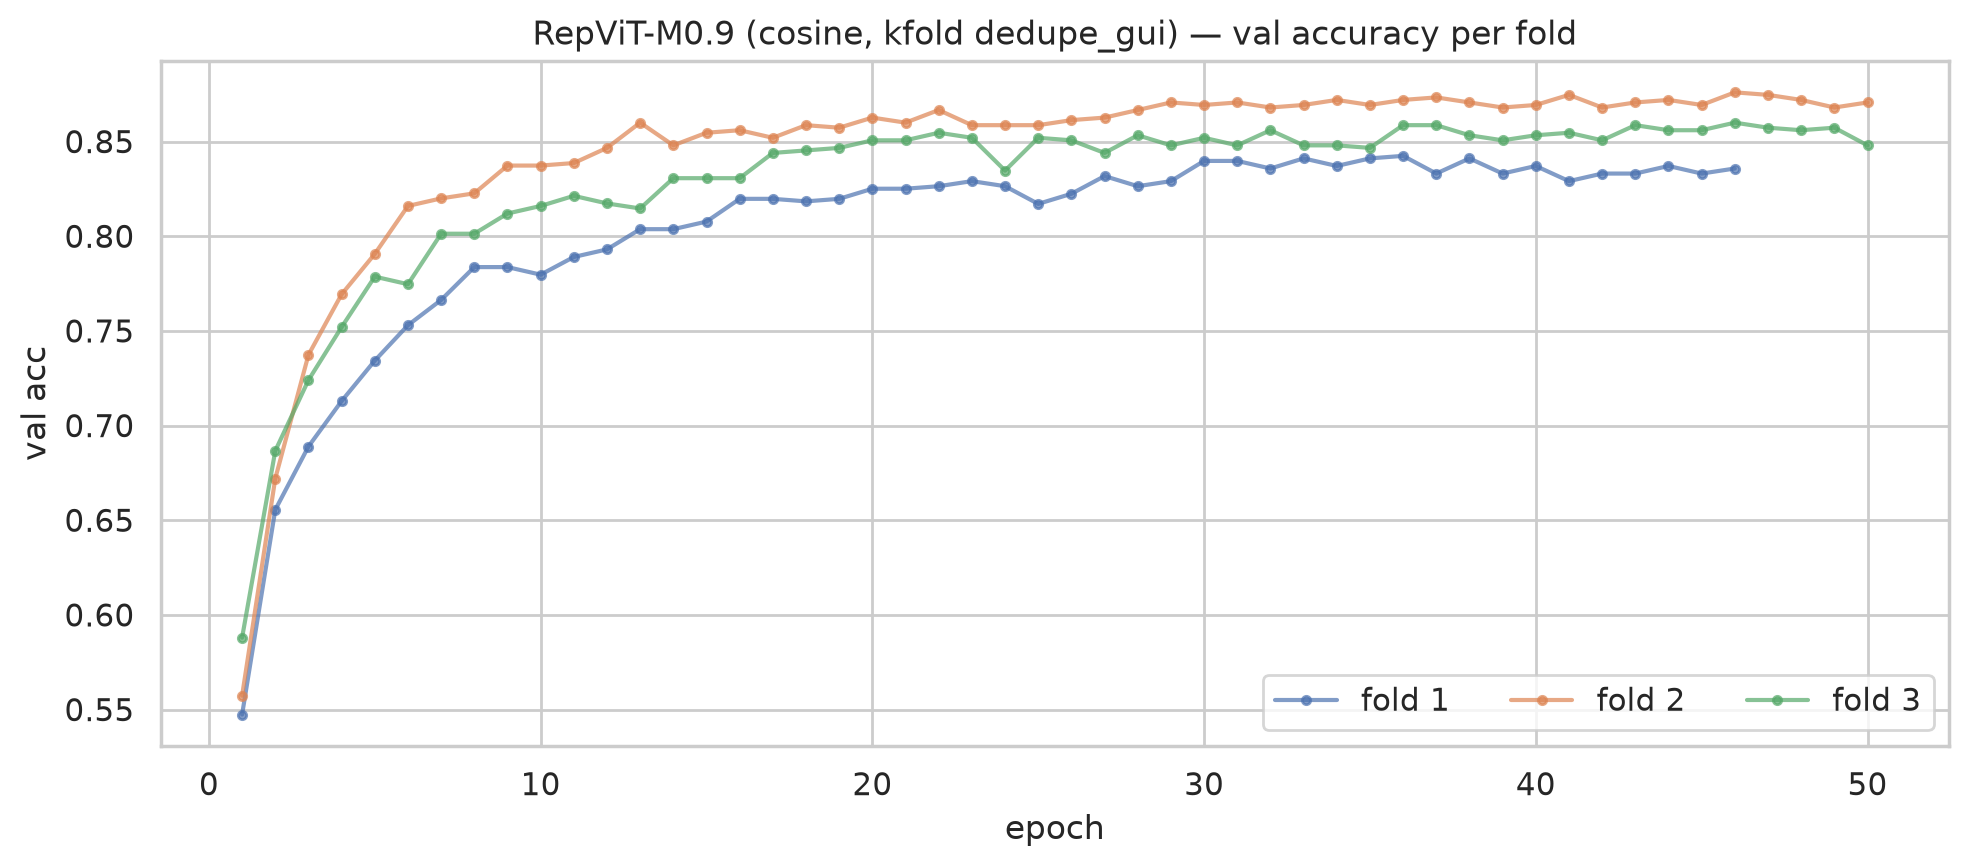 RepViT-M0.9 (cosine, kfold dedupe_gui) — val accuracy per fold
val acc
0.85
0.80
0.75
0.70
0.65
0.60
0.55
fold 1 fold 2 fold 3
0 10 20 30 40 50
epoch